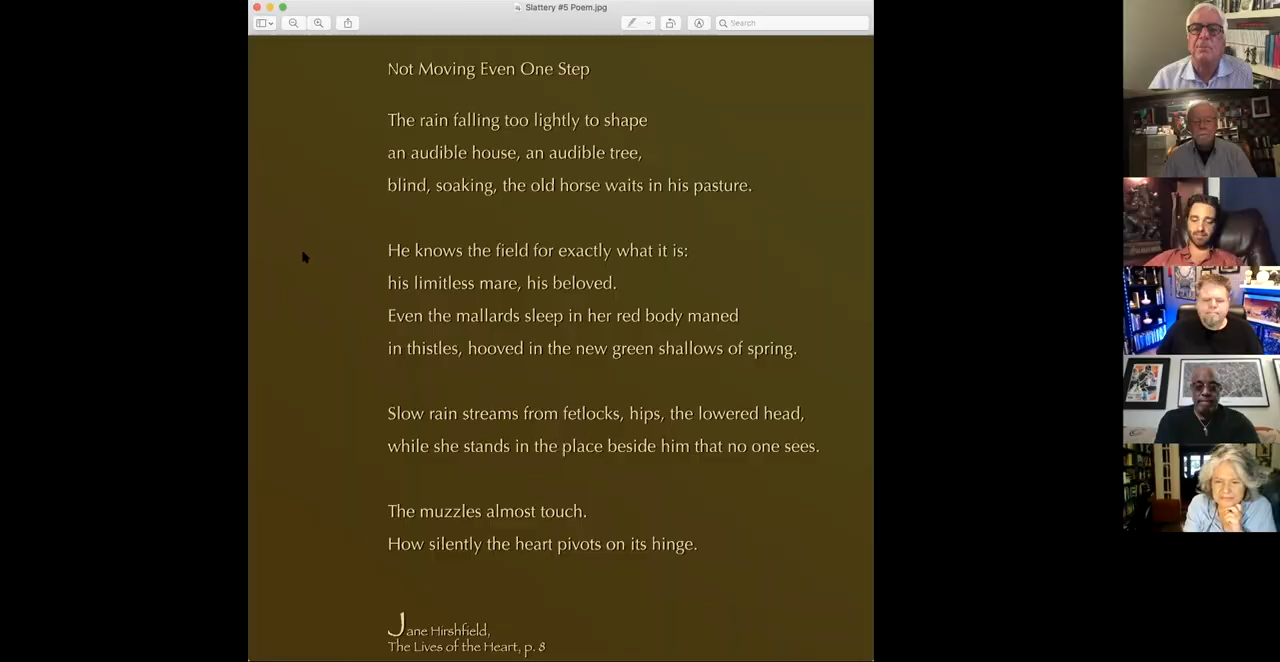 Slattery #5 Poem.jpg
Search
Not Moving Even One Step
The rain falling too lightly to shape
an audible house, an audible tree,
blind, soaking, the old horse waits in his pasture.
He knows the field for exactly what it is:
his limitless mare, his beloved.
Even the mallards sleep in her red body maned
in thistles, hooved in the new green shallows of spring.
Slow rain streams from fetlocks, hips, the lowered head,
while she stands in the place beside him that no one sees.
The muzzles almost touch.
How silently the heart pivots on its hinge.
Jane Hirshfield,
The Lives of the Heart, p. 8